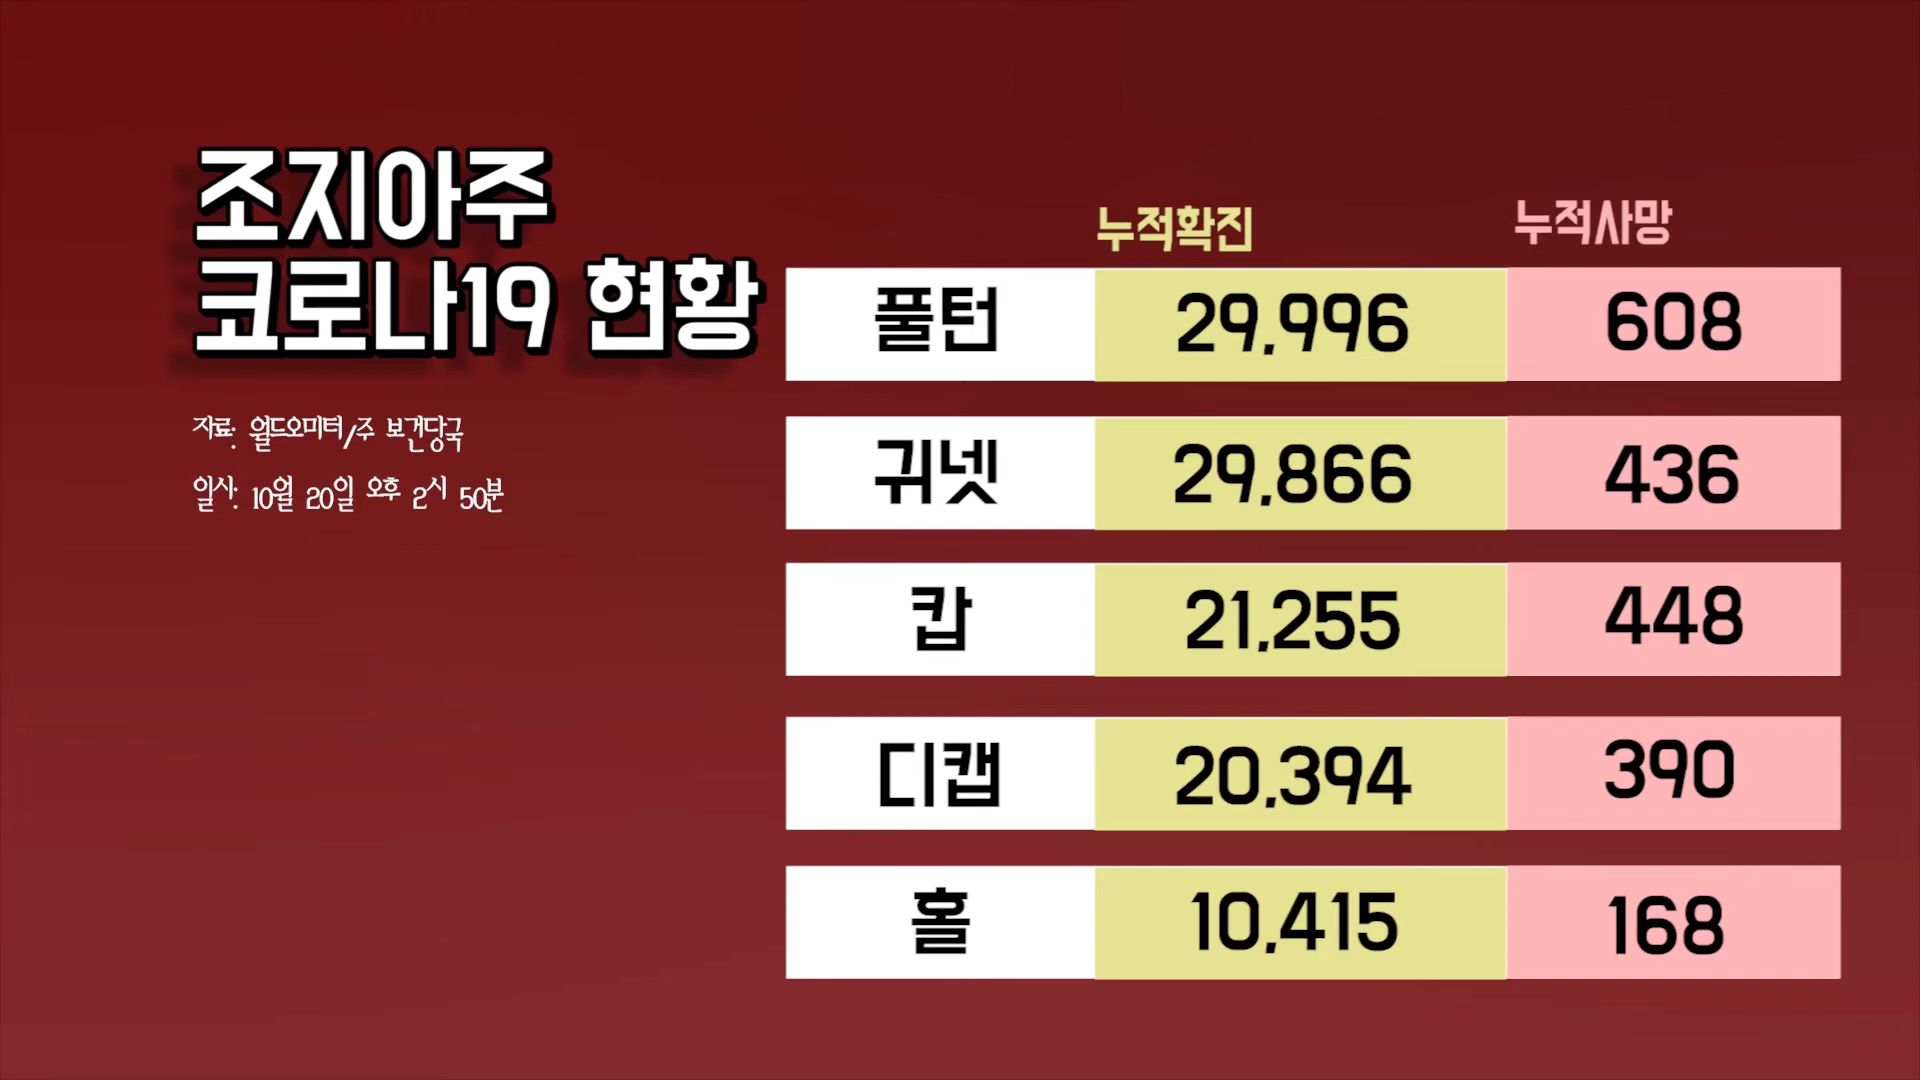 조지아주
코로나19 현황
자료: 월드오미터/주 보건당국
일시: 10월 20일 오후 2시 50분
누적확진 누적사망
풀턴 29,996 608
귀넷 29,866 436
캅 21,255 448
디캡 20,394 390
홀 10,415 168